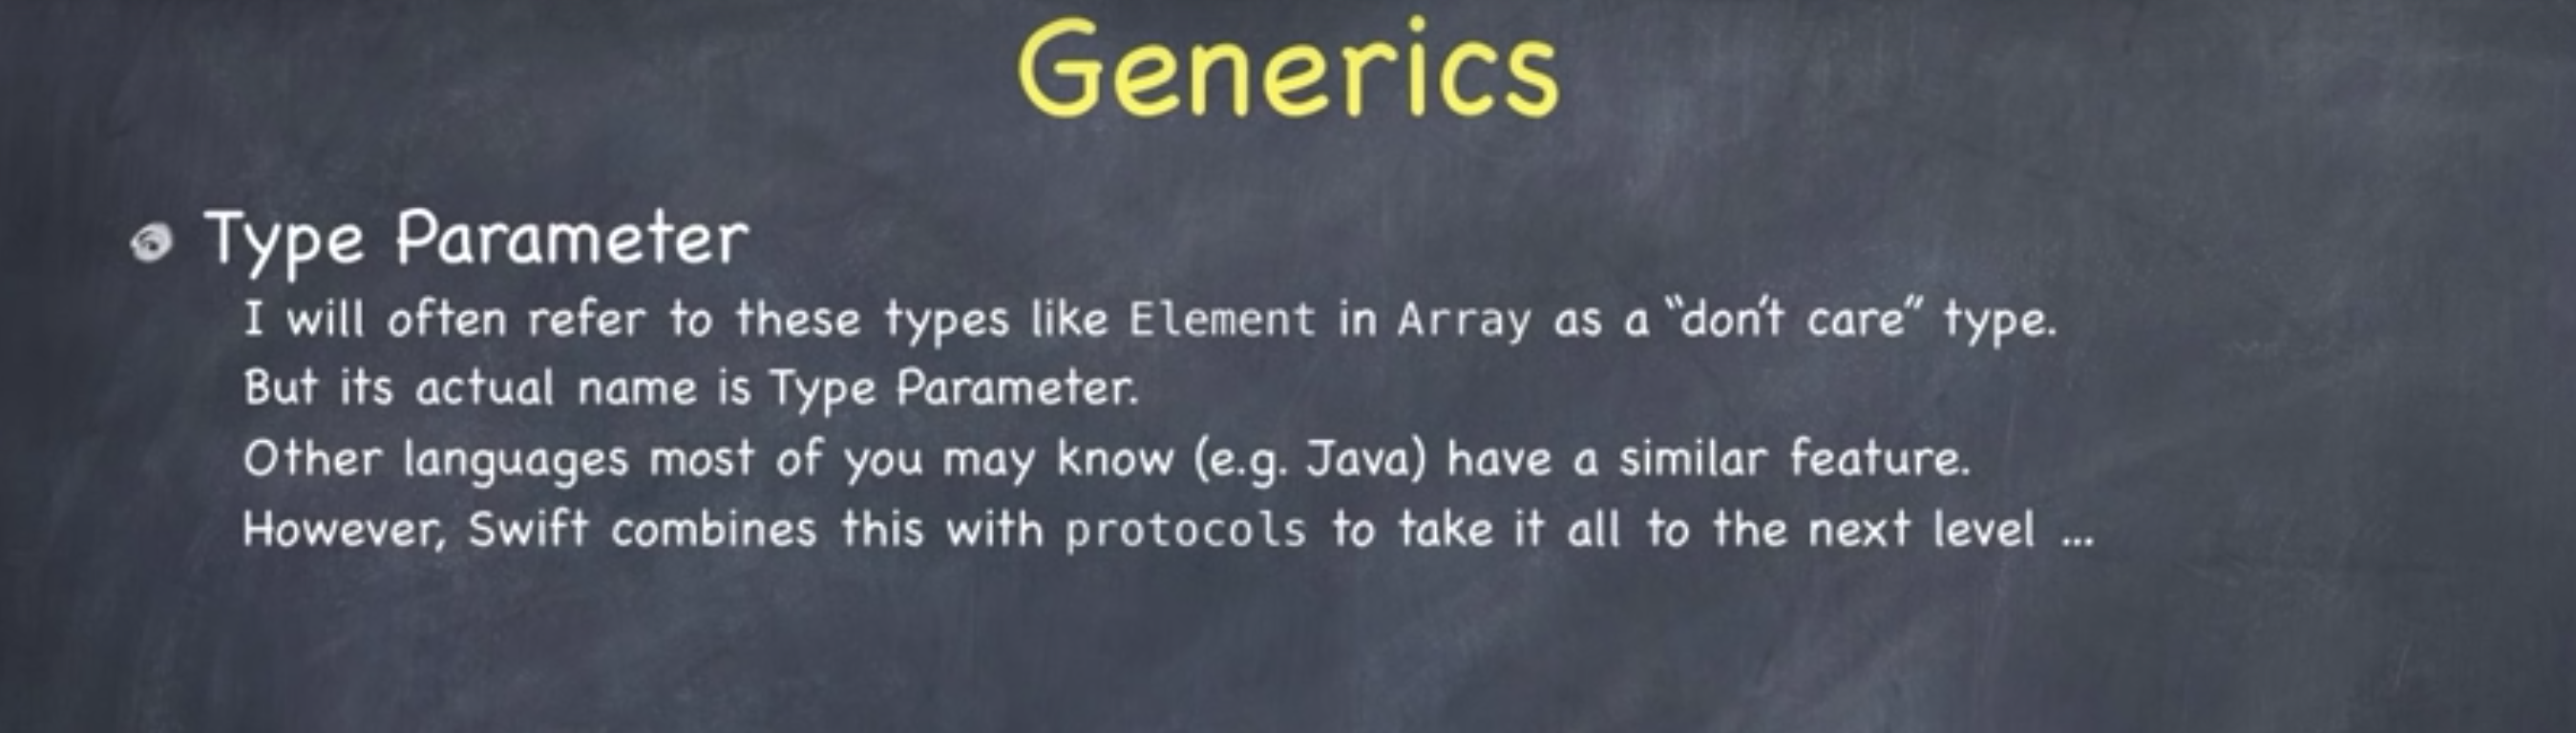 Generics
Type Parameter
I will often refer to these types like Element in Array as a “don’t care” type.
But its actual name is Type Parameter.
Other languages most of you may know (e.g. Java) have a similar feature.
However, Swift combines this with protocols to take it all to the next level ...